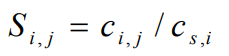 S_{i,j} = c_{i,j} / c_{s,i}